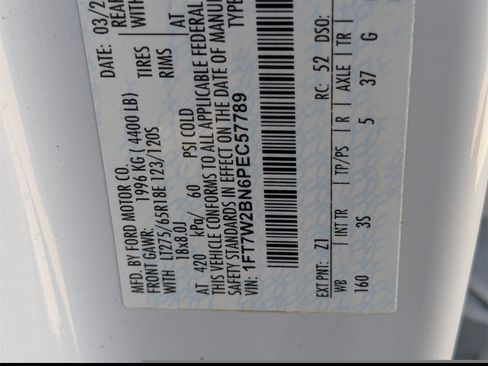 MFD. BY FORD MOTOR CO.
DATE: 03/2
FRONT GAWR: 1996 KG ( 4400 LB)
REAR
WITH LT275/65R18E 123/120S TIRES
WITH
18x8.0J RIMS
AT 420 kPa/ 60 PSI COLD
AT
THIS VEHICLE CONFORMS TO ALL APPLICABLE FEDERAL
SAFETY STANDARDS IN EFFECT ON THE DATE OF MANU
VIN: 1FT7W2BN6PEC57789
TYPE
EXT PNT: Z1 RC: 52 DSO:
WB INT TR TP/PS R AXLE TR
160 3S 5 37 G